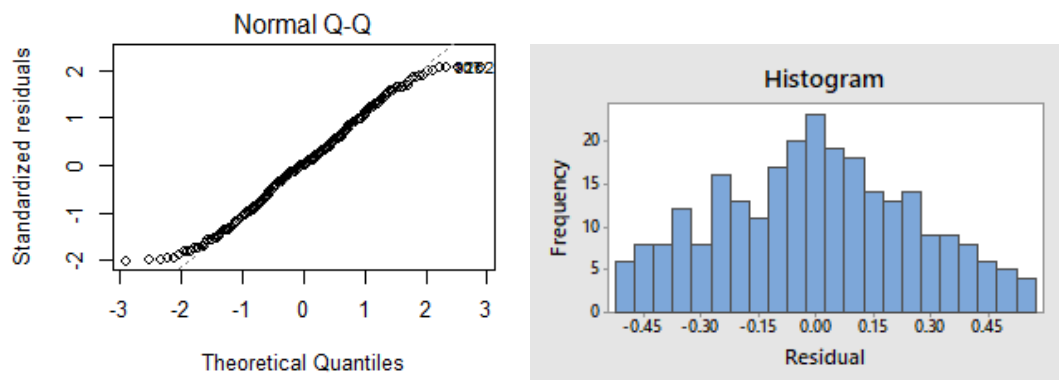 Normal Q-Q
Standardized residuals
2
1
0
-1
-2
-3 -2 -1 0 1 2 3
Theoretical Quantiles
Histogram
Frequency
20
15
10
5
0
-0.45 -0.30 -0.15 0.00 0.15 0.30 0.45
Residual